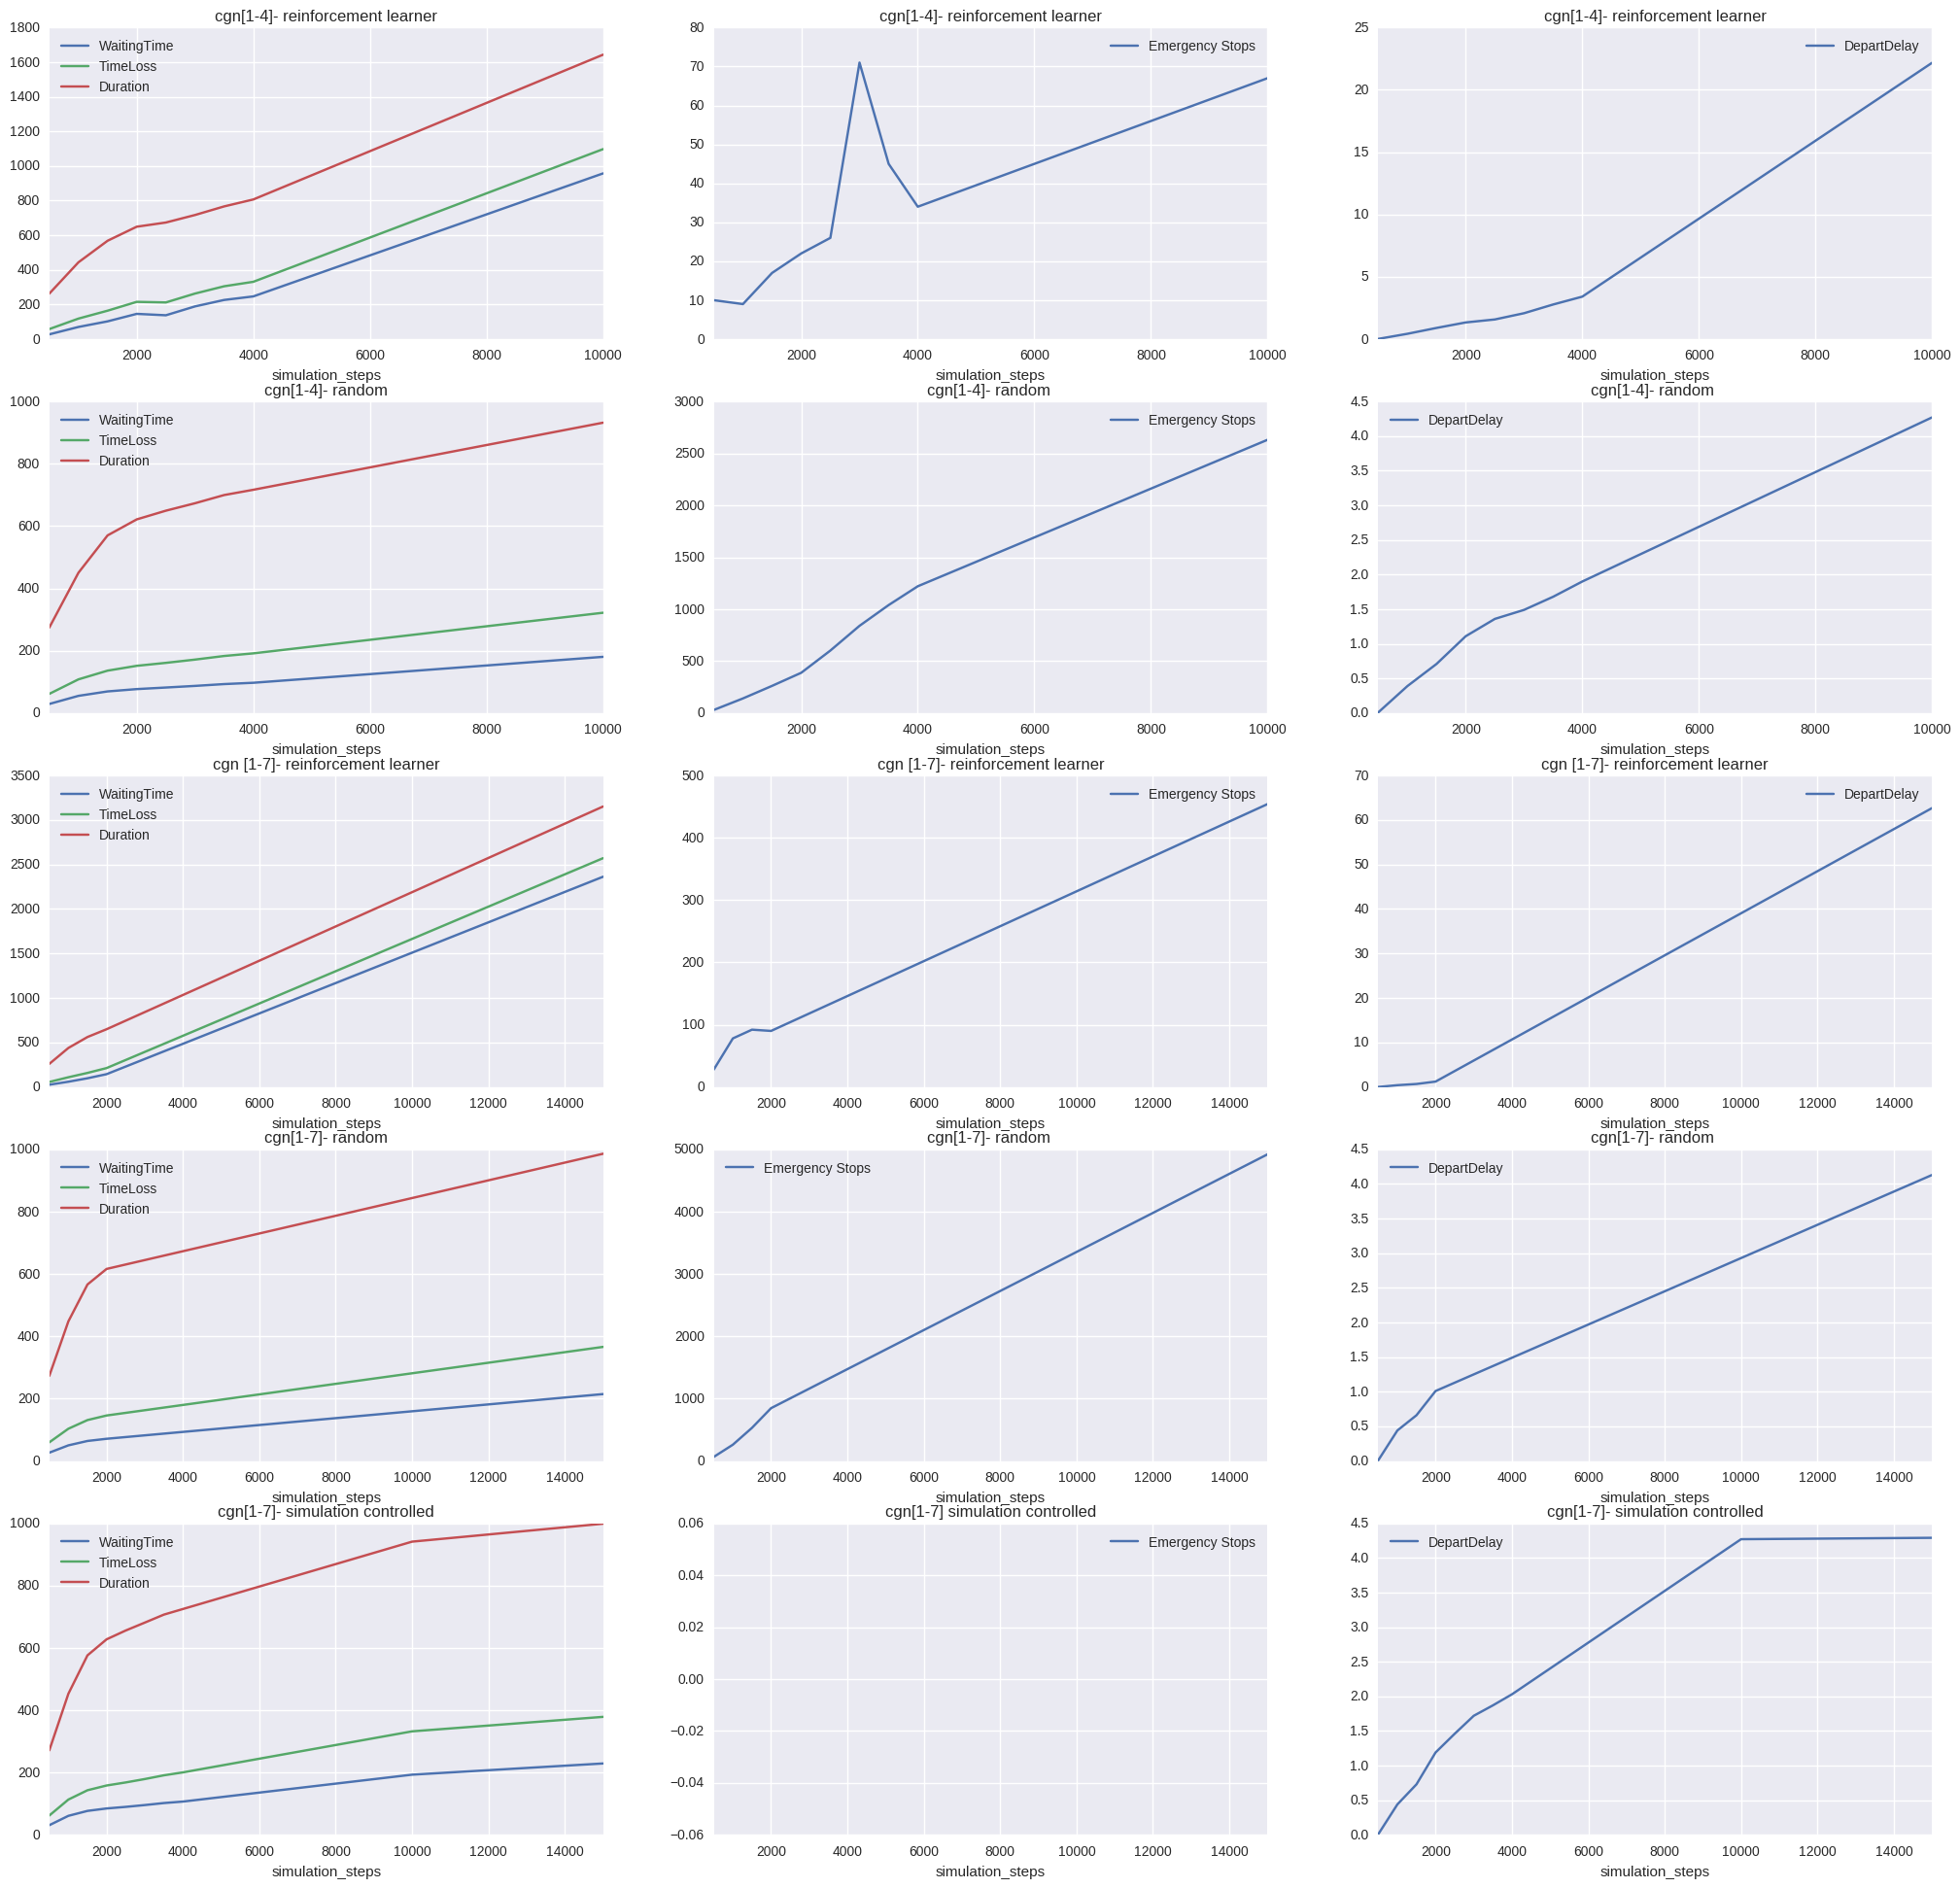 cgn[1-4]- reinforcement learner
1800
1600
1400
1200
1000
800
600
400
200
0
WaitingTime
TimeLoss
Duration
2000 4000 6000 8000 10000
simulation_steps
cgn[1-4]- reinforcement learner
80
70
60
50
40
30
20
10
0
Emergency Stops
2000 4000 6000 8000 10000
simulation_steps
cgn[1-4]- reinforcement learner
25
20
15
10
5
0
DepartDelay
2000 4000 6000 8000 10000
simulation_steps
cgn[1-4]- random
1000
800
600
400
200
0
WaitingTime
TimeLoss
Duration
2000 4000 6000 8000 10000
simulation_steps
cgn[1-4]- random
3000
2500
2000
1500
1000
500
0
Emergency Stops
2000 4000 6000 8000 10000
simulation_steps
cgn[1-4]- random
4.5
4.0
3.5
3.0
2.5
2.0
1.5
1.0
0.5
0.0
DepartDelay
2000 4000 6000 8000 10000
simulation_steps
cgn [1-7]- reinforcement learner
3500
3000
2500
2000
1500
1000
500
0
WaitingTime
TimeLoss
Duration
2000 4000 6000 8000 10000 12000 14000
simulation_steps
cgn [1-7]- reinforcement learner
500
400
300
200
100
0
Emergency Stops
2000 4000 6000 8000 10000 12000 14000
simulation_steps
cgn [1-7]- reinforcement learner
70
60
50
40
30
20
10
0
DepartDelay
2000 4000 6000 8000 10000 12000 14000
simulation_steps
cgn[1-7]- random
1000
800
600
400
200
0
WaitingTime
TimeLoss
Duration
2000 4000 6000 8000 10000 12000 14000
simulation_steps
cgn[1-7]- random
5000
4000
3000
2000
1000
0
Emergency Stops
2000 4000 6000 8000 10000 12000 14000
simulation_steps
cgn[1-7]- random
4.5
4.0
3.5
3.0
2.5
2.0
1.5
1.0
0.5
0.0
DepartDelay
2000 4000 6000 8000 10000 12000 14000
simulation_steps
cgn[1-7]- simulation controlled
1000
800
600
400
200
0
WaitingTime
TimeLoss
Duration
2000 4000 6000 8000 10000 12000 14000
simulation_steps
cgn[1-7] simulation controlled
0.06
0.04
0.02
0.00
−0.02
−0.04
−0.06
Emergency Stops
2000 4000 6000 8000 10000 12000 14000
simulation_steps
cgn[1-7]- simulation controlled
4.5
4.0
3.5
3.0
2.5
2.0
1.5
1.0
0.5
0.0
DepartDelay
2000 4000 6000 8000 10000 12000 14000
simulation_steps